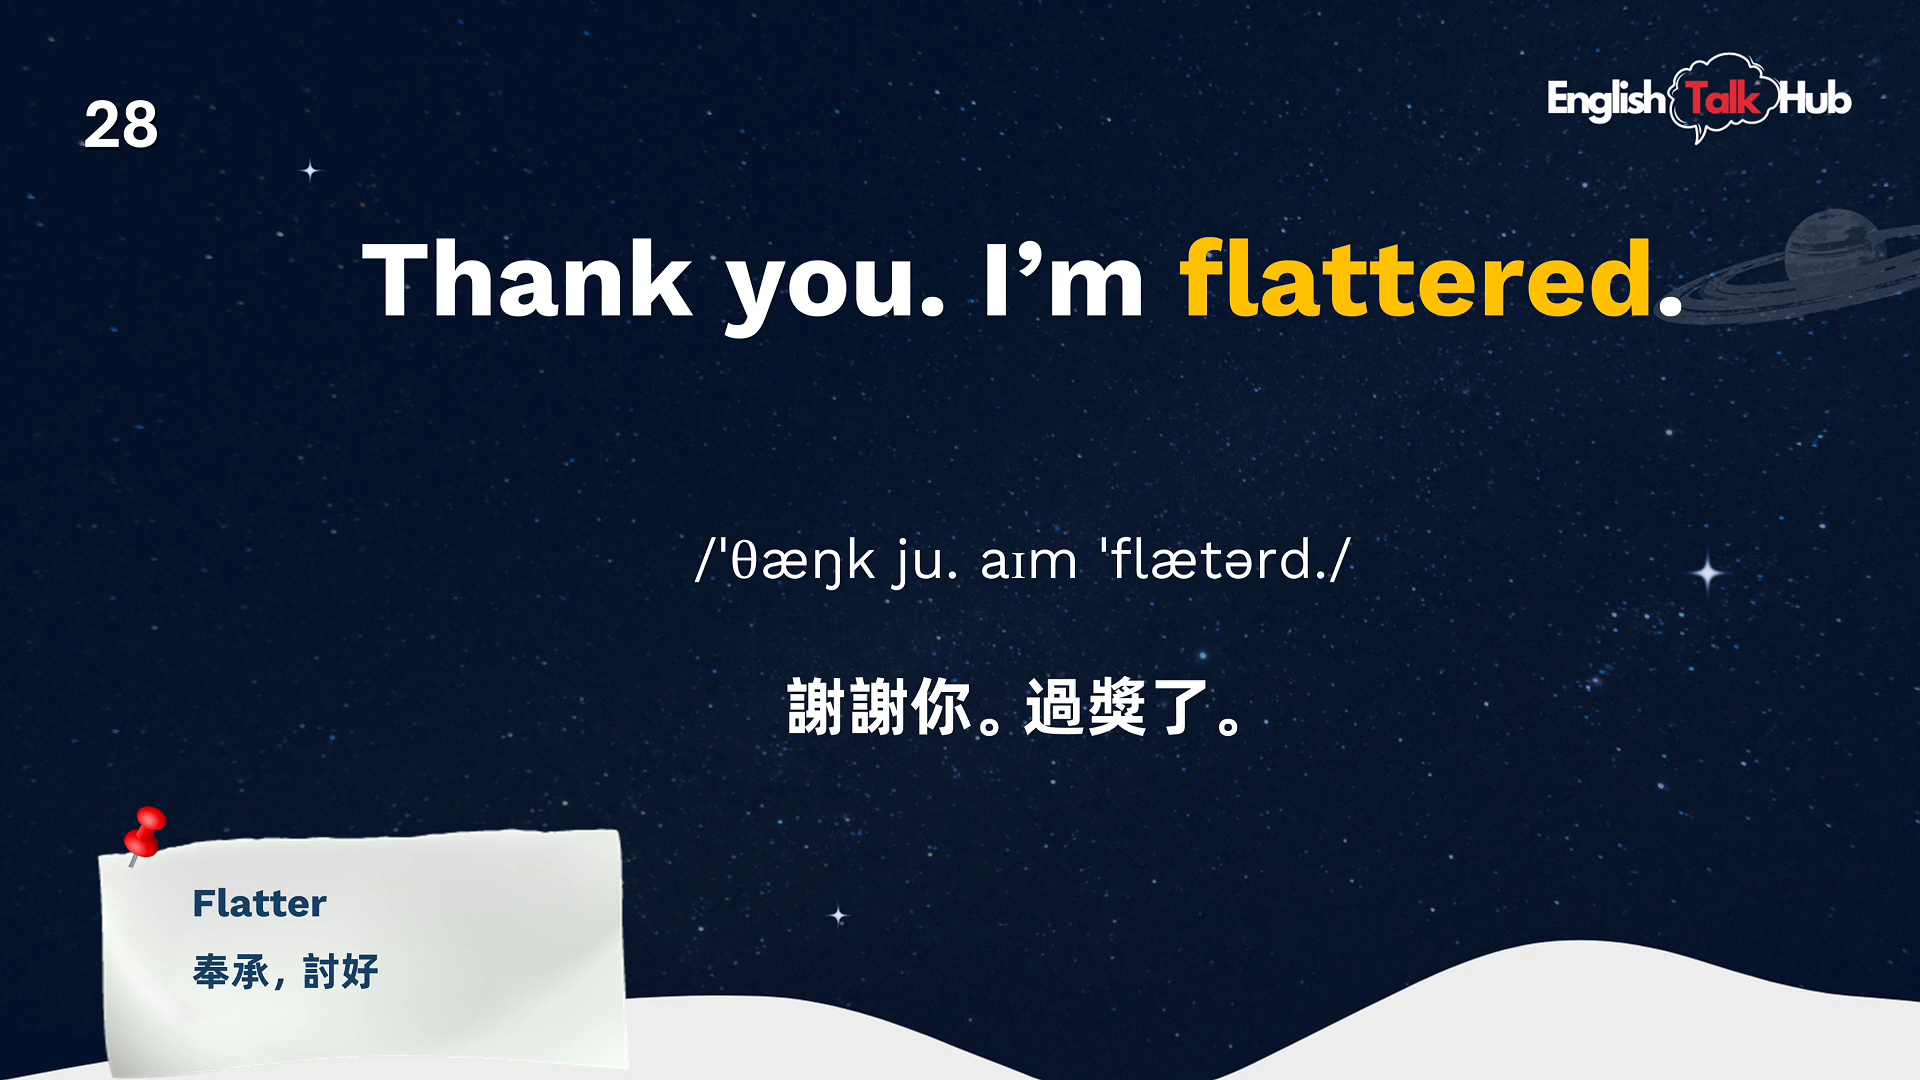 28
English Talk Hub
Thank you. I’m flattered.
/'θæŋk ju. aɪm 'flætərd./
謝謝你。過獎了。
Flatter
奉承, 討好